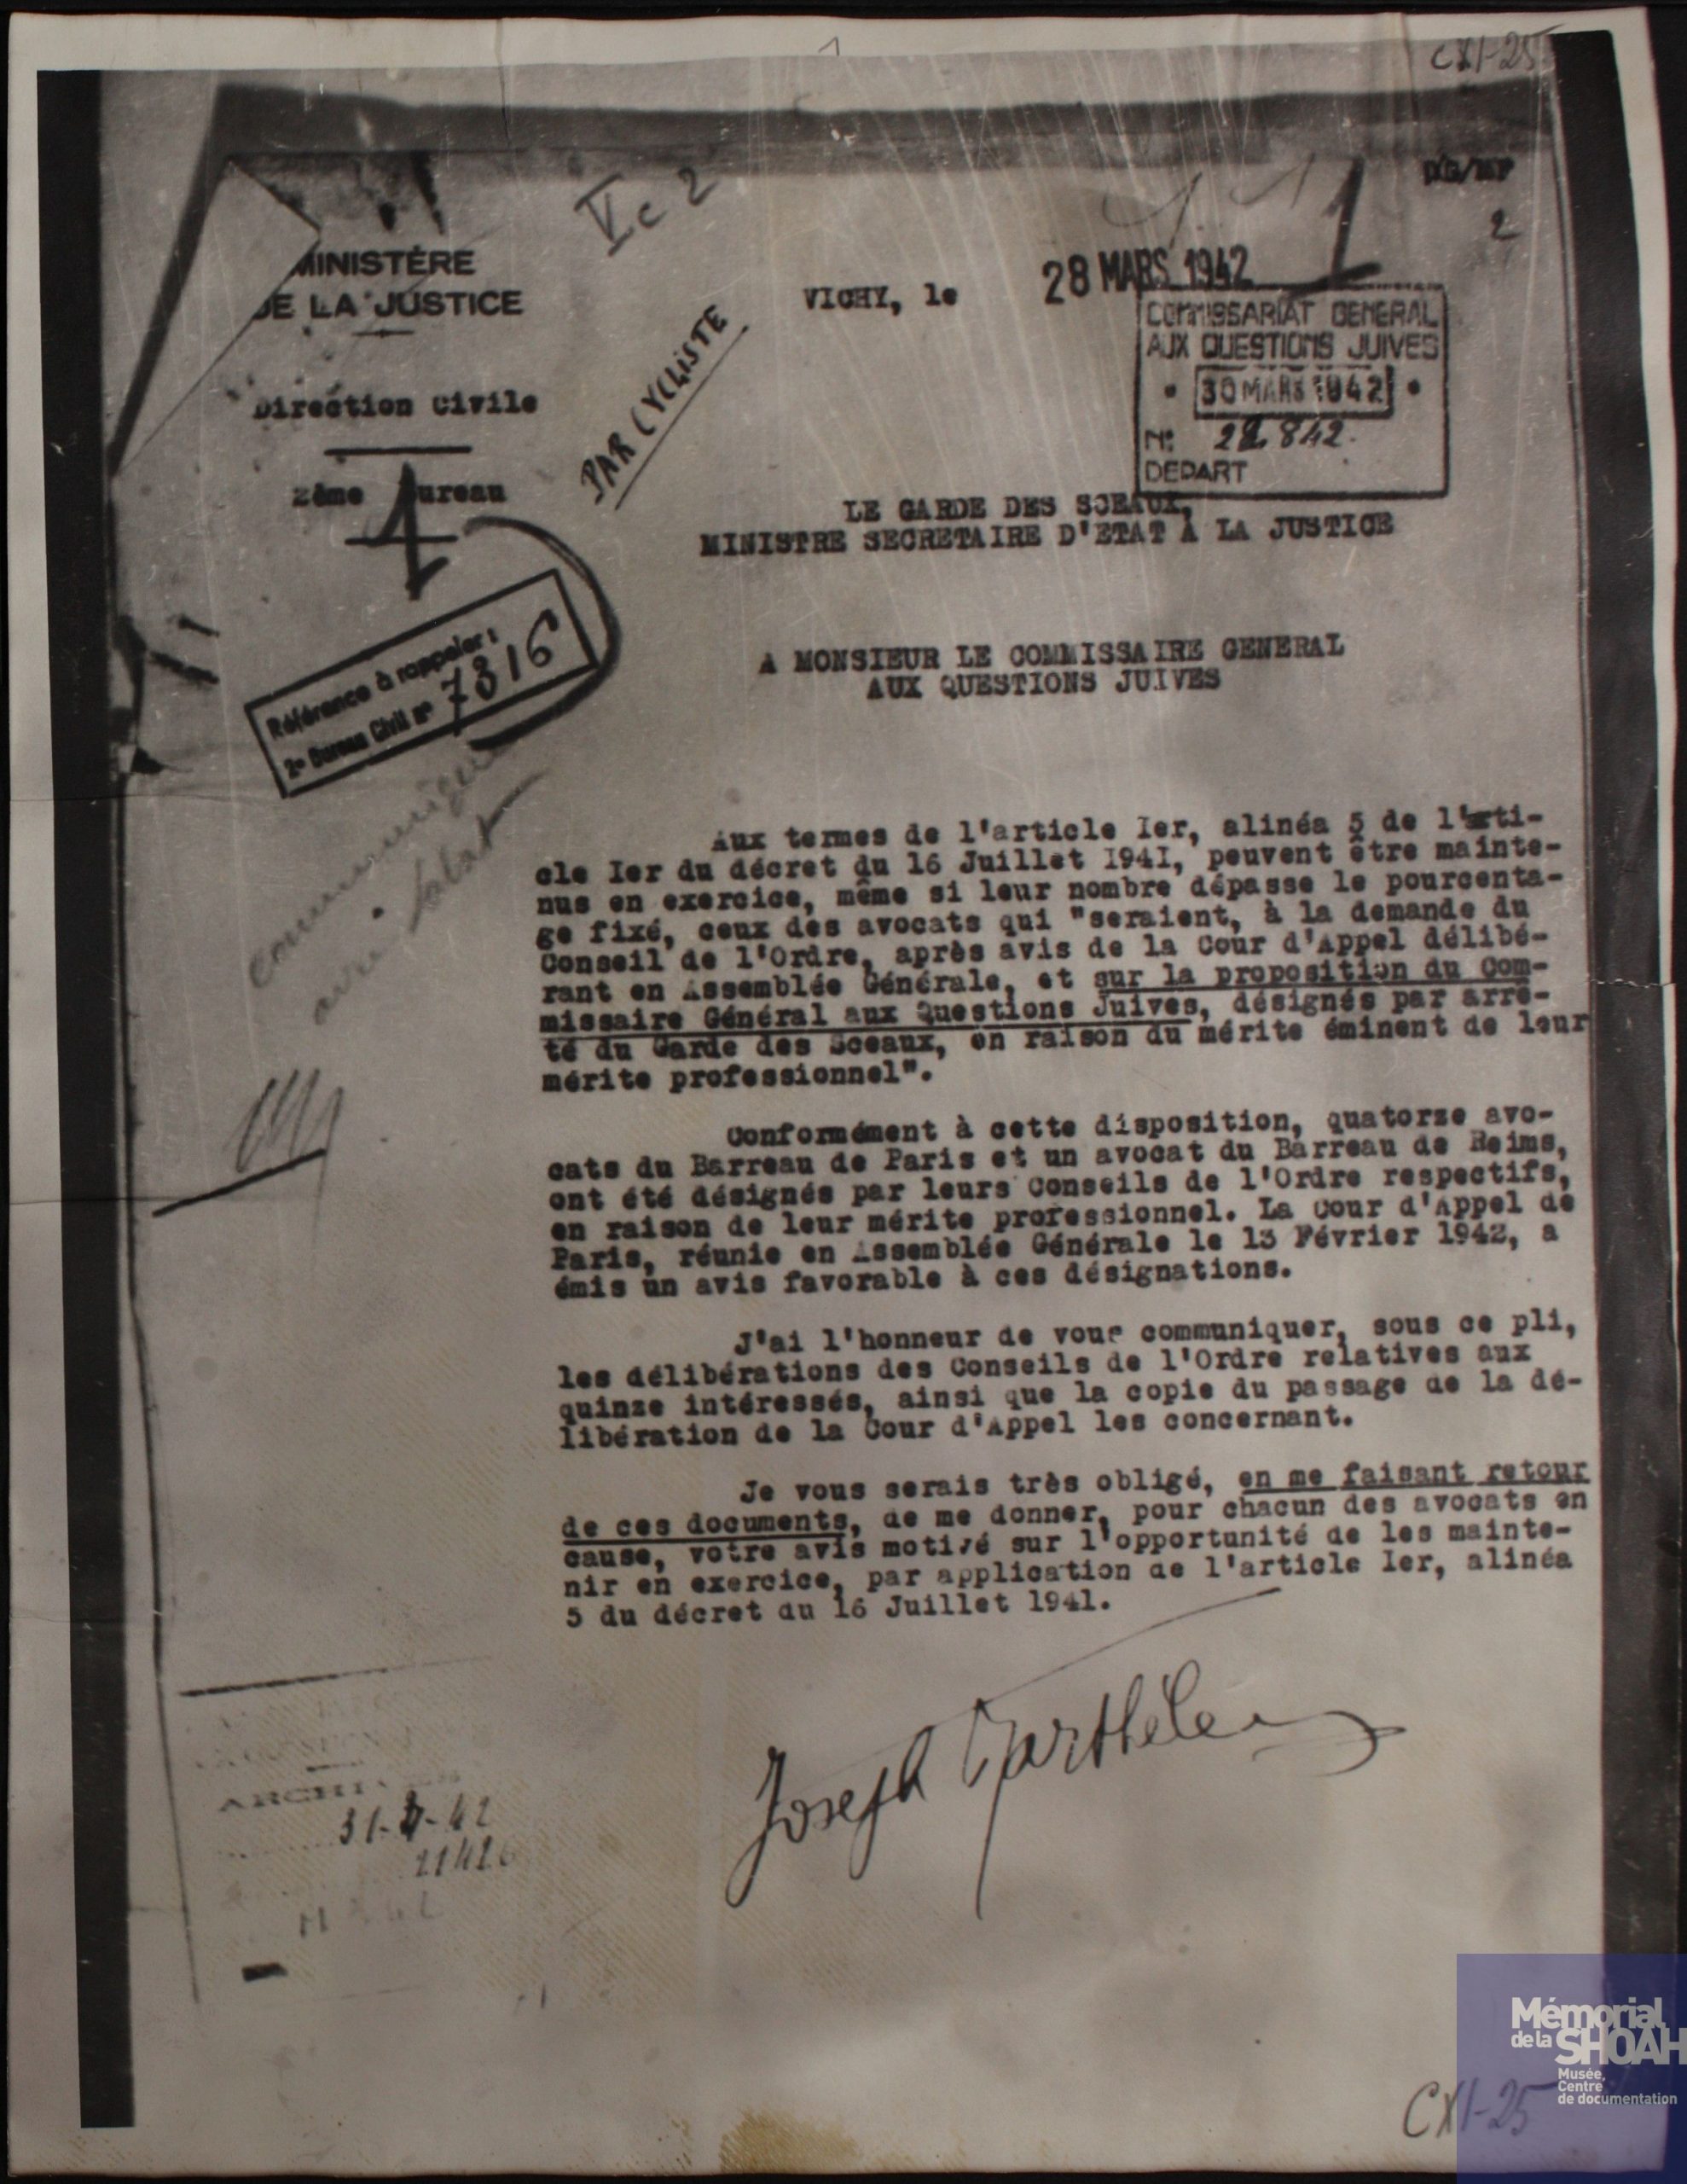 CXI-25
Vc 2
DG/MP
2
MINISTÈRE
DE LA JUSTICE
Direction Civile
2ème Bureau
1
PAR CYCLISTE
VICHY, le
28 MARS 1942
COMMISSARIAT GENERAL
AUX QUESTIONS JUIVES
30 MARS 1942
N°
DEPART
LE GARDE DES SCEAUX,
MINISTRE SECRETAIRE D'ETAT A LA JUSTICE
Référence à rappeler :
2e Bureau Civil n° 7316
A MONSIEUR LE COMMISSAIRE GENERAL
AUX QUESTIONS JUIVES
communiqué
Aux termes de l'article Ier, alinéa 5 de l'arti-
cle Ier du décret du 16 Juillet 1941, peuvent être mainte-
nus en exercice, même si leur nombre dépasse le pourcenta-
ge fixé, ceux des avocats qui "seraient, à la demande du
Conseil de l'Ordre, après avis de la Cour d'Appel délibé-
rant en Assemblée Générale, et sur la proposition du Com-
missaire Général aux Questions Juives, désignés par arrê-
té du Garde des Sceaux, en raison du mérite éminent de leur
mérite professionnel".
Conformément à cette disposition, quatorze avo-
cats du Barreau de Paris et un avocat du Barreau de Reims,
ont été désignés par leurs Conseils de l'Ordre respectifs,
en raison de leur mérite professionnel. La Cour d'Appel de
Paris, réunie en Assemblée Générale le 13 Février 1942, a
émis un avis favorable à ces désignations.
J'ai l'honneur de vous communiquer, sous ce pli,
les délibérations des Conseils de l'Ordre relatives aux
quinze intéressés, ainsi que la copie du passage de la dé-
libération de la Cour d'Appel les concernant.
Je vous serais très obligé, en me faisant retour
de ces documents, de me donner, pour chacun des avocats en
cause, votre avis motivé sur l'opportunité de les mainte-
nir en exercice, par application de l'article Ier, alinéa
5 du décret du 16 Juillet 1941.
Joseph Barthélemy
ARCHIVES
31-3-42
Mémorial
de la SHOAH
Musée,
Centre
de documentation
CXI-25